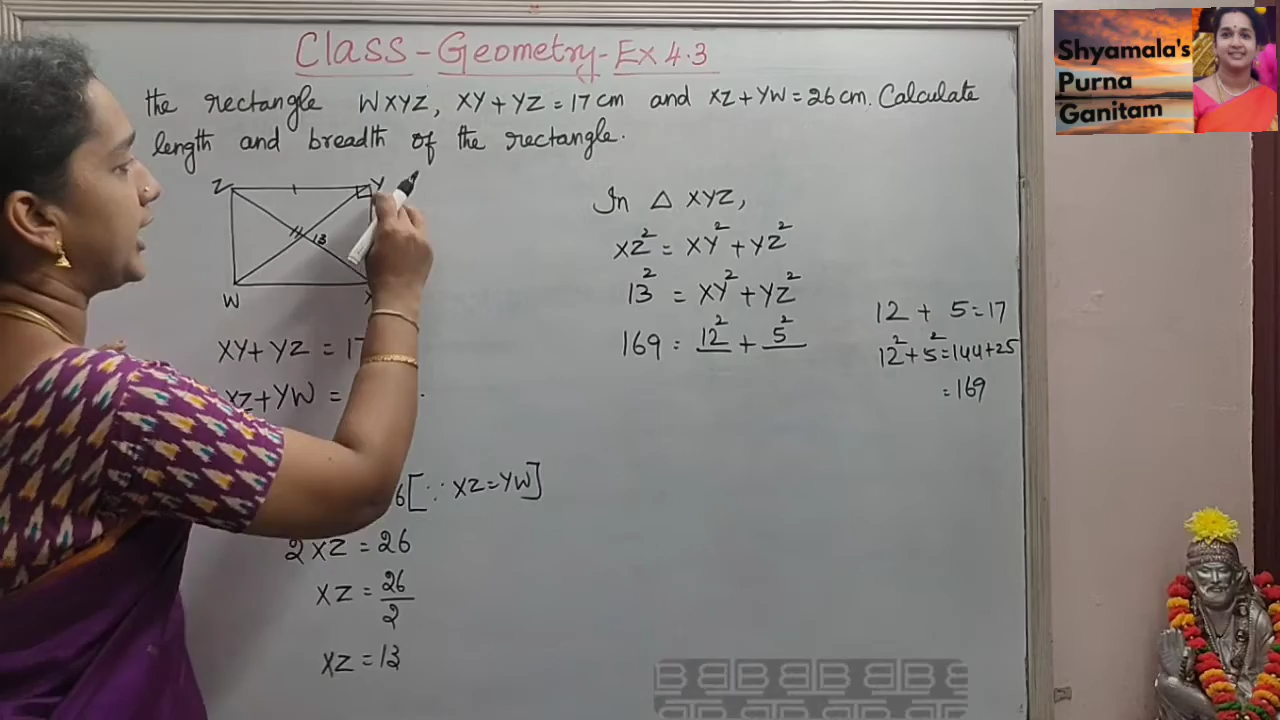 Class - Geometry - Ex 4.3
the rectangle WXYZ, XY + YZ = 17 cm and XZ + YW = 26 cm. Calculate
length and breadth of the rectangle.
Z Y
13
W X
XY + YZ = 17
XZ + YW =
6 [∵ XZ = YW]
2 XZ = 26
XZ = 26/2
XZ = 13
In △ XYZ,
XZ² = XY² + YZ²
13² = XY² + YZ²
169 = 12² + 5²
12 + 5 = 17
12² + 5² = 144 + 25
= 169
Shyamala's
Purna
Ganitam